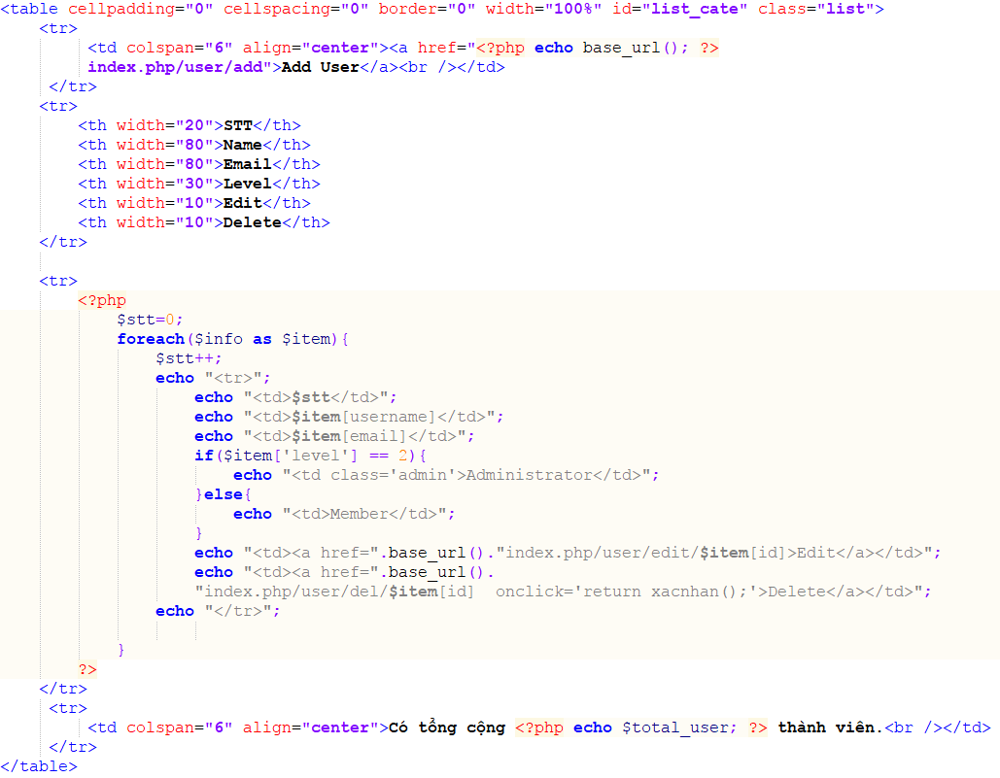 <table cellpadding="0" cellspacing="0" border="0" width="100%" id="list_cate" class="list">
    <tr>
         <td colspan="6" align="center"><a href="<?php echo base_url(); ?>
         index.php/user/add">Add User</a><br /></td>
     </tr>
    <tr>
        <th width="20">STT</th>
        <th width="80">Name</th>
        <th width="80">Email</th>
        <th width="30">Level</th>
        <th width="10">Edit</th>
        <th width="10">Delete</th>
    </tr>

    <tr>
        <?php
            $stt=0;
            foreach($info as $item){
                $stt++;
                echo "<tr>";
                    echo "<td>$stt</td>";
                    echo "<td>$item[username]</td>";
                    echo "<td>$item[email]</td>";
                    if($item['level'] == 2){
                        echo "<td class='admin'>Administrator</td>";
                    }else{
                        echo "<td>Member</td>";
                    }
                    echo "<td><a href=".base_url()."index.php/user/edit/$item[id]>Edit</a></td>";
                    echo "<td><a href=".base_url().
                    "index.php/user/del/$item[id]  onclick='return xacnhan();'>Delete</a></td>";
                echo "</tr>";

            }
        ?>
    </tr>
     <tr>
         <td colspan="6" align="center">Có tổng cộng <?php echo $total_user; ?> thành viên.<br /></td>
     </tr>
</table>